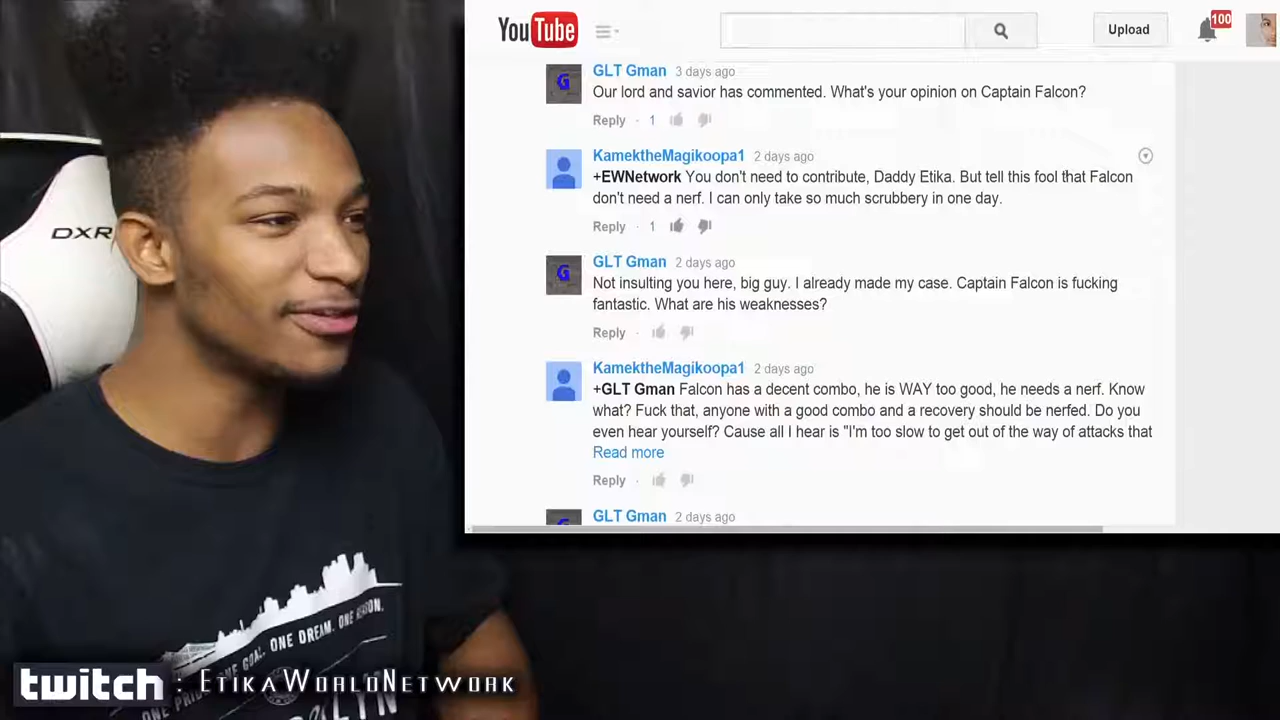 YouTube
Upload
100
GLT Gman 3 days ago
Our lord and savior has commented. What's your opinion on Captain Falcon?
Reply · 1
KamektheMagikoopa1 2 days ago
+EWNetwork You don't need to contribute, Daddy Etika. But tell this fool that Falcon
don't need a nerf. I can only take so much scrubbery in one day.
Reply · 1
GLT Gman 2 days ago
Not insulting you here, big guy. I already made my case. Captain Falcon is fucking
fantastic. What are his weaknesses?
Reply ·
KamektheMagikoopa1 2 days ago
+GLT Gman Falcon has a decent combo, he is WAY too good, he needs a nerf. Know
what? Fuck that, anyone with a good combo and a recovery should be nerfed. Do you
even hear yourself? Cause all I hear is "I'm too slow to get out of the way of attacks that
Read more
Reply ·
GLT Gman 2 days ago
DXR
ONE GOAL. ONE DREAM. ONE REASON.
twitch : EtikaWorldNetwork